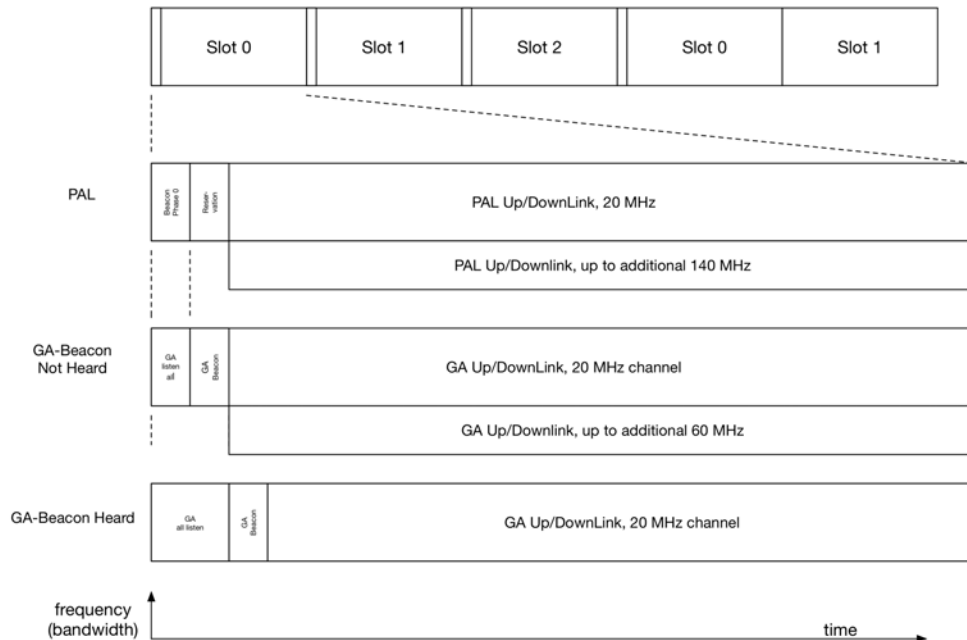 Slot 0
Slot 1
Slot 2
Slot 0
Slot 1
PAL
Beacon
Phase 0
Reser-
vation
PAL Up/DownLink, 20 MHz
PAL Up/Downlink, up to additional 140 MHz
GA-Beacon
Not Heard
GA
listen
all
GA
Beacon
GA Up/DownLink, 20 MHz channel
GA Up/Downlink, up to additional 60 MHz
GA-Beacon Heard
GA
all listen
GA
Beacon
GA Up/DownLink, 20 MHz channel
frequency
(bandwidth)
time